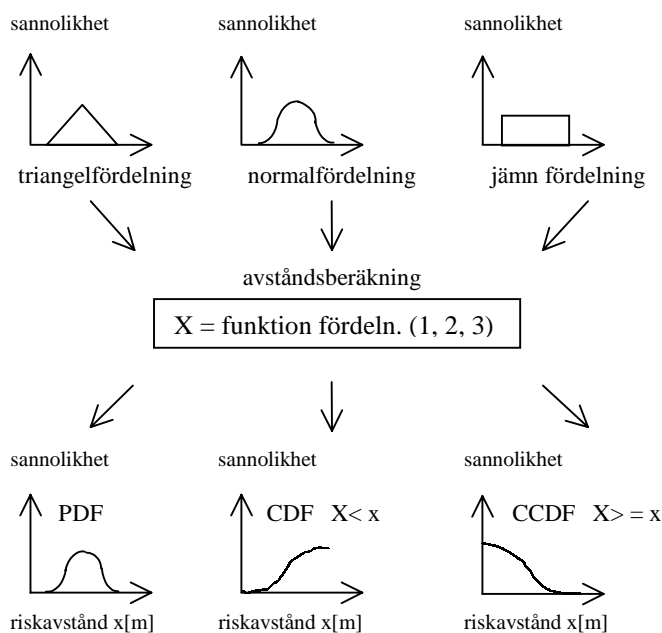 sannolikhet sannolikhet sannolikhet
triangelfördelning normalfördelning jämn fördelning
avståndsberäkning
X = funktion fördeln. (1, 2, 3)
sannolikhet sannolikhet sannolikhet
PDF CDF X< x CCDF X> = x
riskavstånd x[m] riskavstånd x[m] riskavstånd x[m]